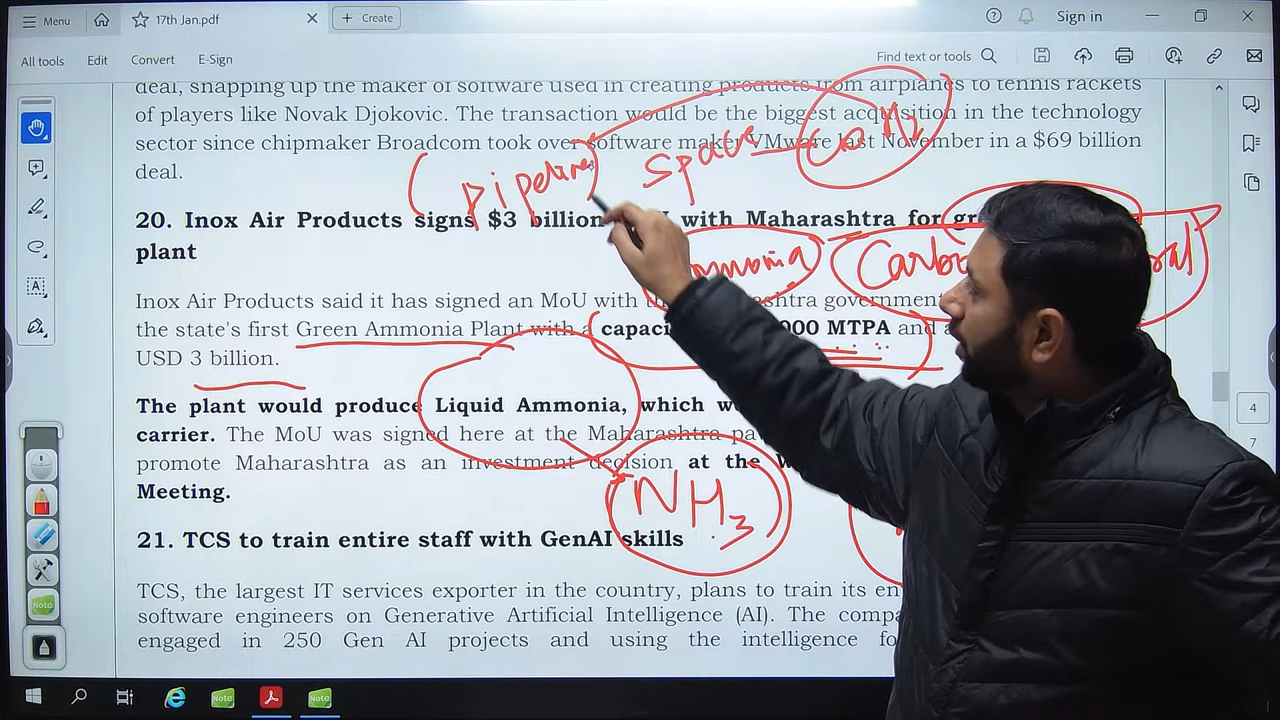 Menu
17th Jan.pdf
Create
Sign in
All tools
Edit
Convert
E-Sign
Find text or tools
deal, snapping up the maker of software used in creating products from airplanes to tennis rackets
of players like Novak Djokovic. The transaction would be the biggest acquisition in the technology
sector since chipmaker Broadcom took over software maker VMware last November in a $69 billion
deal.
Pipeline
Space
20. Inox Air Products signs $3 billion with Maharashtra for
plant
Inox Air Products said it has signed an MoU with
the state's first Green Ammonia Plant with a
000 MTPA and
USD 3 billion.
The plant would produce Liquid Ammonia, which
carrier. The MoU was signed here at the Maharashtra
promote Maharashtra as an investment decision at the
Meeting.
NH3
21. TCS to train entire staff with GenAI skills
TCS, the largest IT services exporter in the country, plans to train its
software engineers on Generative Artificial Intelligence (AI). The
engaged in 250 Gen AI projects and using the intelligence
4
7
Note
Note
Note